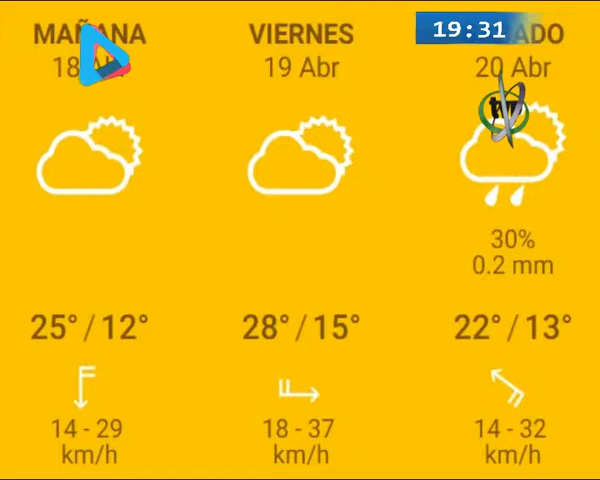 MAÑANA VIERNES 19:31 ADO
18 19 Abr 20 Abr
30%
0.2 mm
25° / 12° 28° / 15° 22° / 13°
14 - 29 18 - 37 14 - 32
km/h km/h km/h